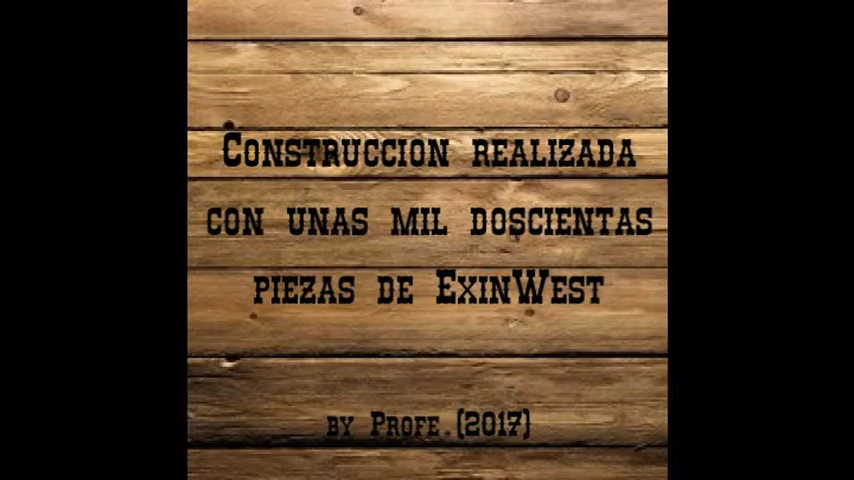 Construccion realizada
con unas mil doscientas
piezas de ExinWest
by Profe.(2017)